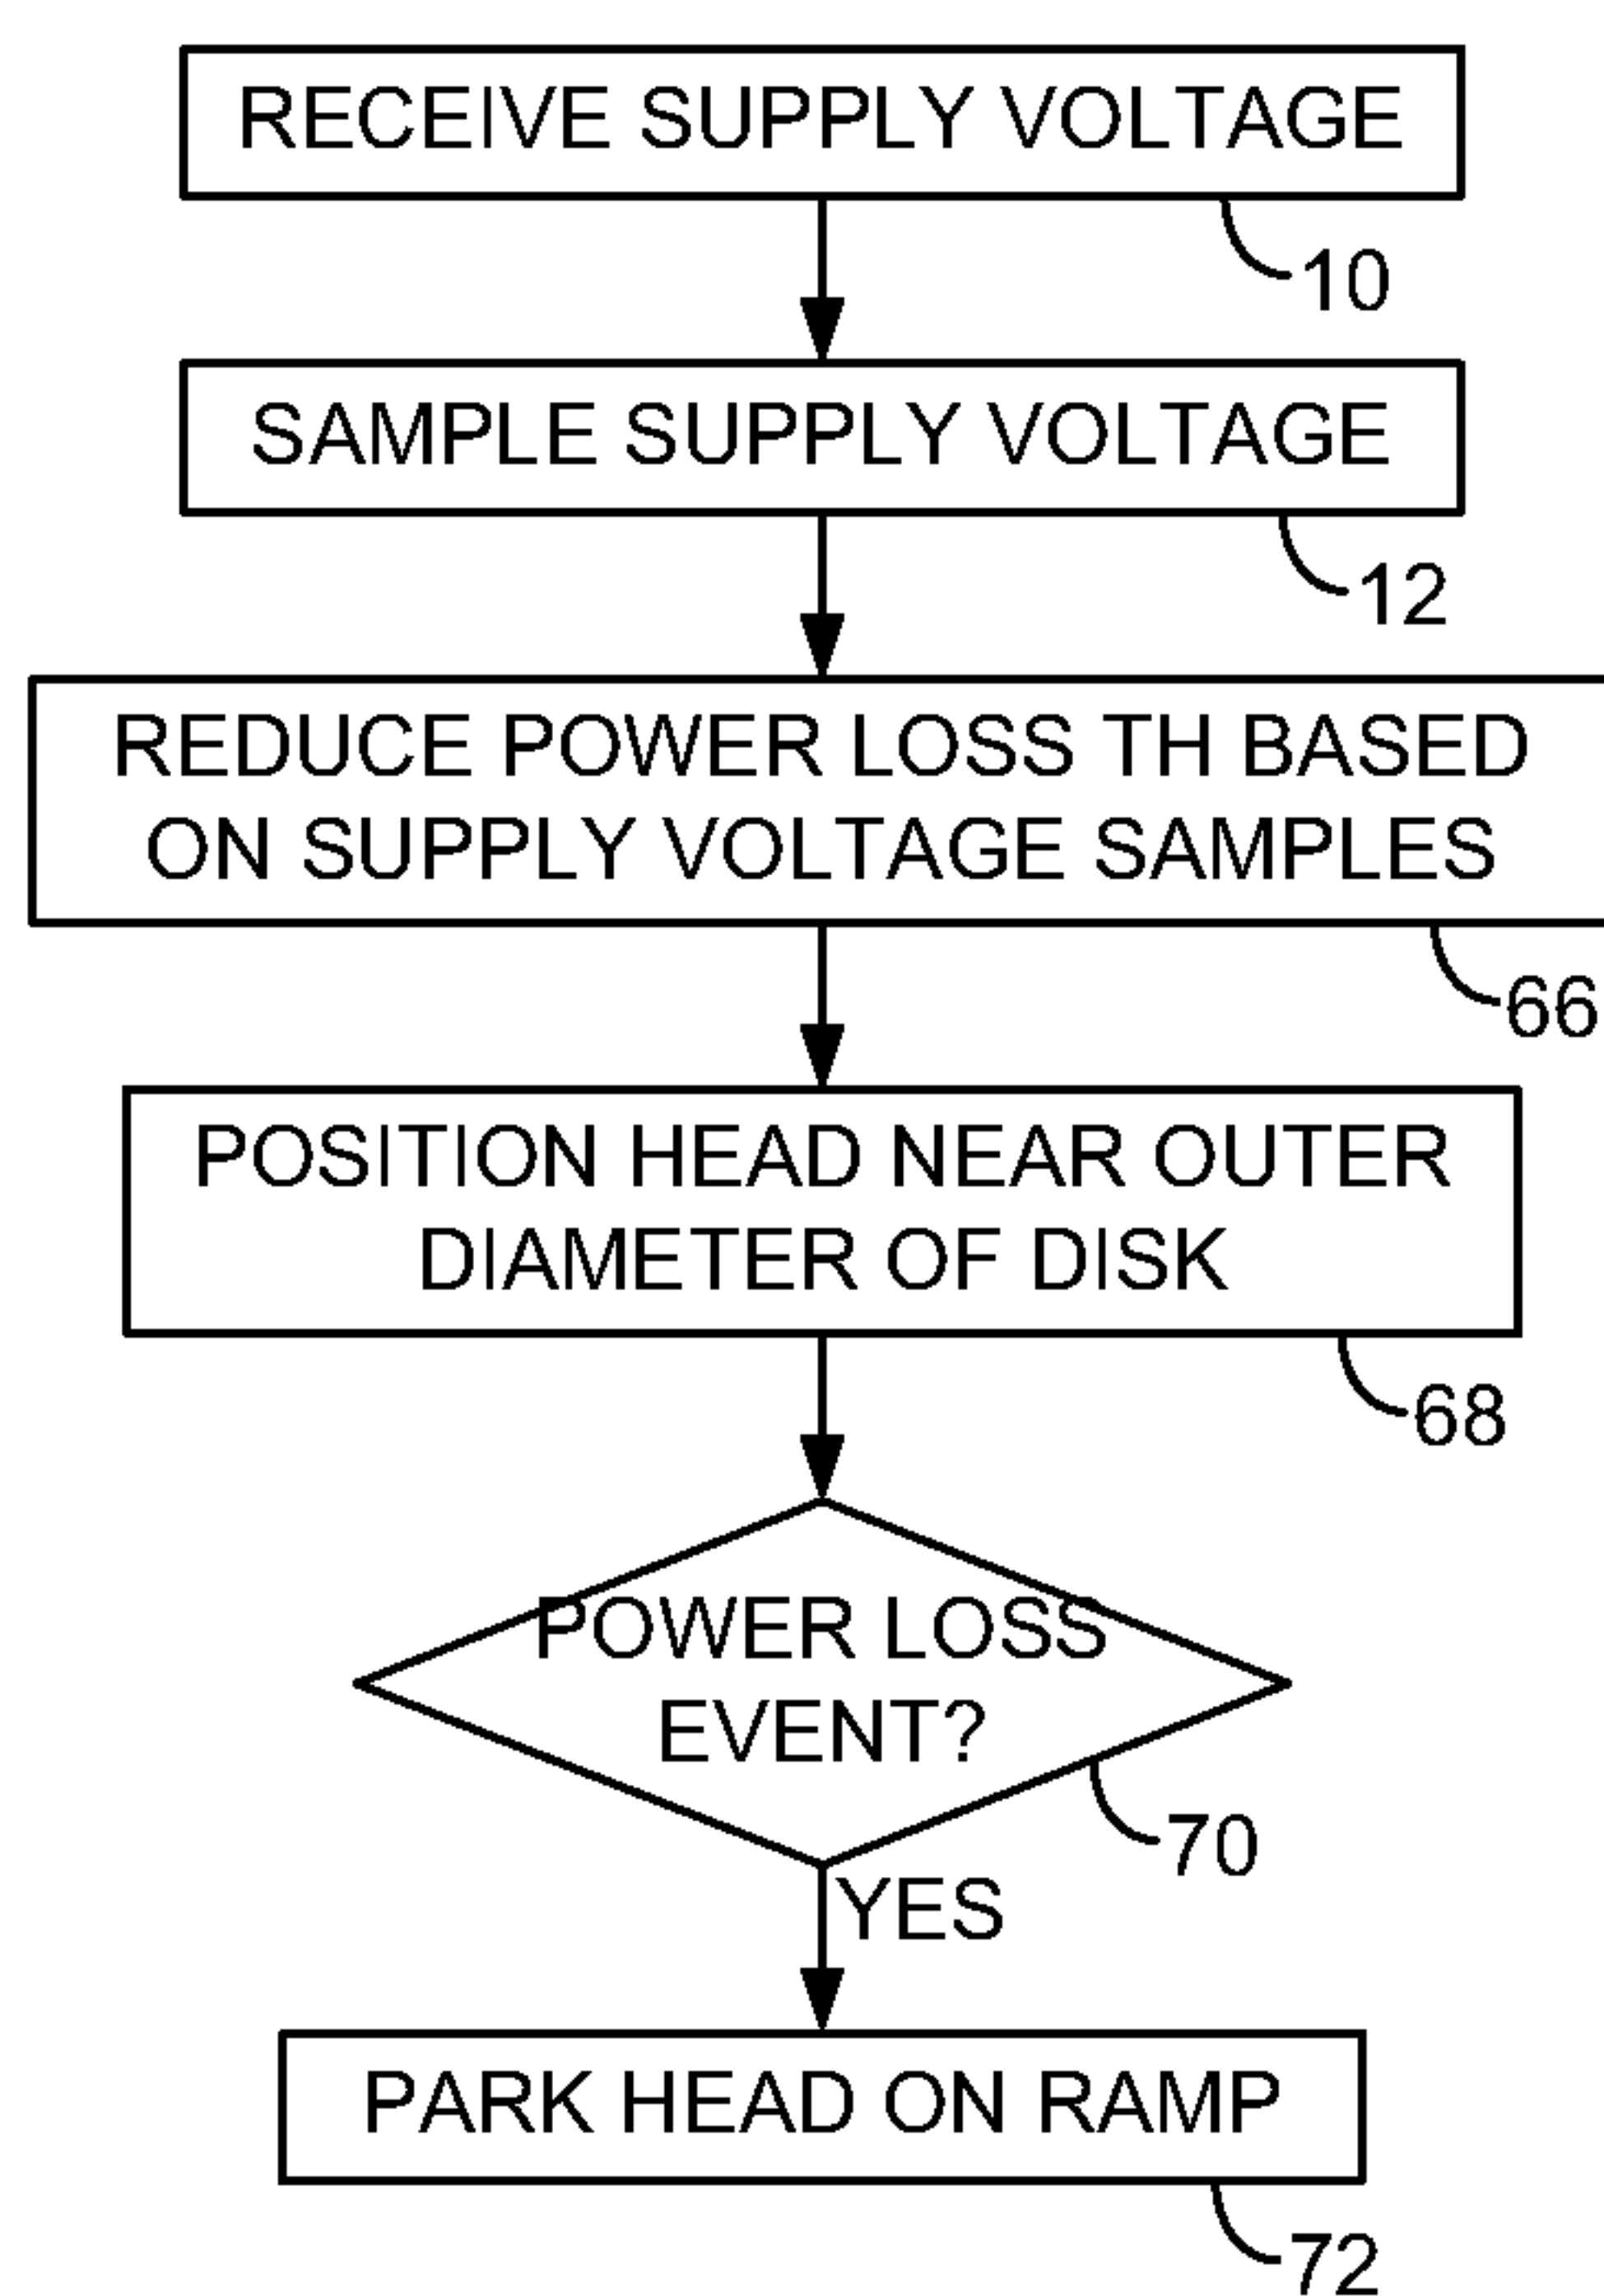 RECEIVE SUPPLY VOLTAGE
10
SAMPLE SUPPLY VOLTAGE
12
REDUCE POWER LOSS TH BASED
ON SUPPLY VOLTAGE SAMPLES
66
POSITION HEAD NEAR OUTER
DIAMETER OF DISK
68
POWER LOSS
EVENT?
70
YES
PARK HEAD ON RAMP
72